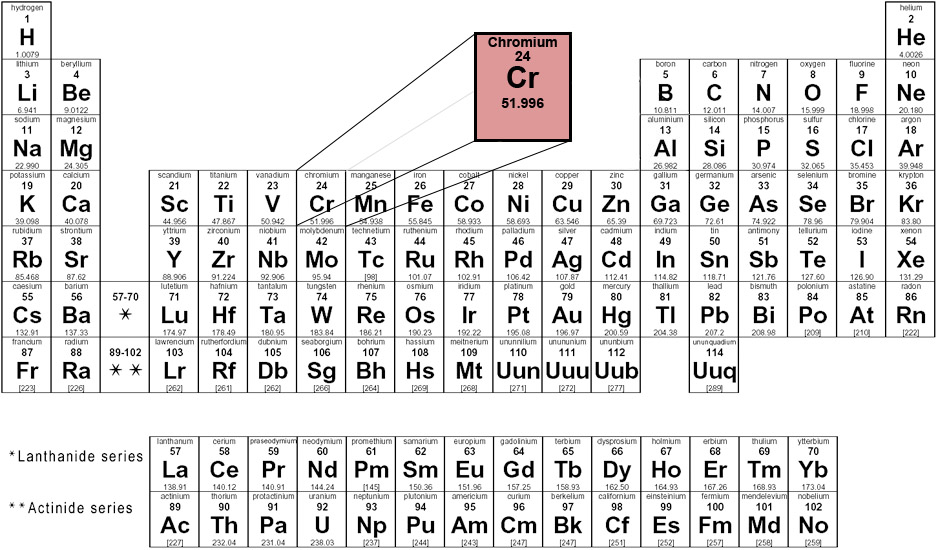 hydrogen helium
1 2
H He
1.0079 4.0026
Chromium
24
Cr
51.996
lithium beryllium boron carbon nitrogen oxygen fluorine neon
3 4 5 6 7 8 9 10
Li Be B C N O F Ne
6.941 9.0122 10.811 12.011 14.007 15.999 18.998 20.180
sodium magnesium aluminium silicon phosphorus sulfur chlorine argon
11 12 13 14 15 16 17 18
Na Mg Al Si P S Cl Ar
22.990 24.305 26.982 28.086 30.974 32.065 35.453 39.948
potassium calcium scandium titanium vanadium chromium manganese iron cobalt nickel copper zinc gallium germanium arsenic selenium bromine krypton
19 20 21 22 23 24 25 26 27 28 29 30 31 32 33 34 35 36
K Ca Sc Ti V Cr Mn Fe Co Ni Cu Zn Ga Ge As Se Br Kr
39.098 40.078 44.956 47.867 50.942 51.996 54.938 55.845 58.933 58.693 63.546 65.39 69.723 72.61 74.922 78.96 79.904 83.80
rubidium strontium yttrium zirconium niobium molybdenum technetium ruthenium rhodium palladium silver cadmium indium tin antimony tellurium iodine xenon
37 38 39 40 41 42 43 44 45 46 47 48 49 50 51 52 53 54
Rb Sr Y Zr Nb Mo Tc Ru Rh Pd Ag Cd In Sn Sb Te I Xe
85.468 87.62 88.906 91.224 92.906 95.94 [98] 101.07 102.91 106.42 107.87 112.41 114.82 118.71 121.76 127.60 126.90 131.29
caesium barium lutetium hafnium tantalum tungsten rhenium osmium iridium platinum gold mercury thallium lead bismuth polonium astatine radon
55 56 57-70 71 72 73 74 75 76 77 78 79 80 81 82 83 84 85 86
Cs Ba * Lu Hf Ta W Re Os Ir Pt Au Hg Tl Pb Bi Po At Rn
132.91 137.33 174.97 178.49 180.95 183.84 186.21 190.23 192.22 195.08 196.97 200.59 204.38 207.2 208.98 [209] [210] [222]
francium radium lawrencium rutherfordium dubnium seaborgium bohrium hassium meitnerium ununnilium unununium ununbium ununquadium
87 88 89-102 103 104 105 106 107 108 109 110 111 112 114
Fr Ra ** Lr Rf Db Sg Bh Hs Mt Uun Uuu Uub Uuq
[223] [226] [262] [261] [262] [266] [264] [269] [268] [271] [272] [277] [289]
*Lanthanide series
lanthanum cerium praseodymium neodymium promethium samarium europium gadolinium terbium dysprosium holmium erbium thulium ytterbium
57 58 59 60 61 62 63 64 65 66 67 68 69 70
La Ce Pr Nd Pm Sm Eu Gd Tb Dy Ho Er Tm Yb
138.91 140.12 140.91 144.24 [145] 150.36 151.96 157.25 158.93 162.50 164.93 167.26 168.93 173.04
**Actinide series
actinium thorium protactinium uranium neptunium plutonium americium curium berkelium californium einsteinium fermium mendelevium nobelium
89 90 91 92 93 94 95 96 97 98 99 100 101 102
Ac Th Pa U Np Pu Am Cm Bk Cf Es Fm Md No
[227] 232.04 231.04 238.03 [237] [244] [243] [247] [247] [251] [252] [257] [258] [259]